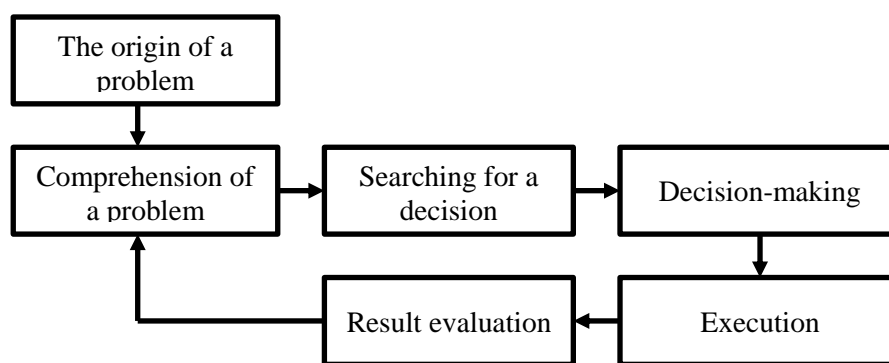 The origin of a
problem
Comprehension of
a problem
Searching for a
decision
Decision-making
Result evaluation
Execution